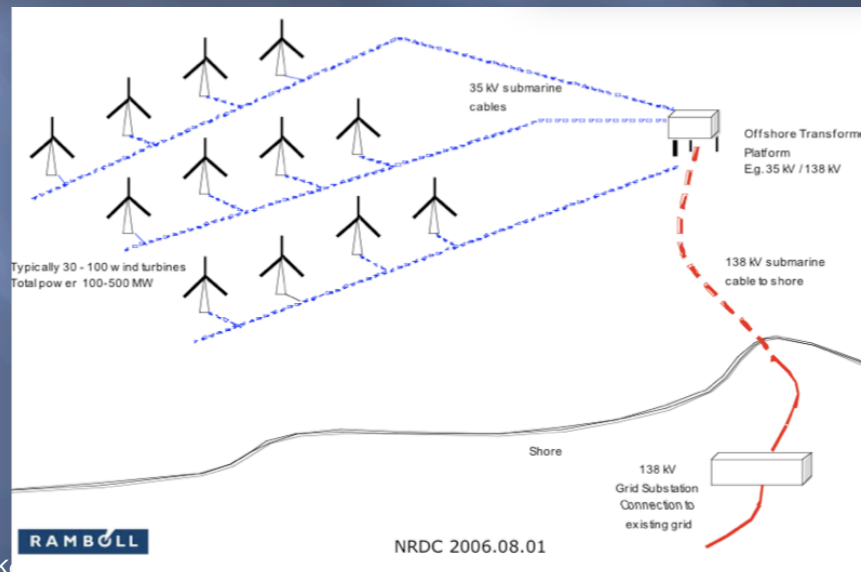 35 kV submarine
cables
Offshore Transforme
Platform
E.g. 35 kV / 138 kV
Typically 30 - 100 wind turbines
Total power 100-500 MW
138 kV submarine
cable to shore
Shore
138 kV
Grid Substation
Connection to
existing grid
RAMBOLL
NRDC 2006.08.01